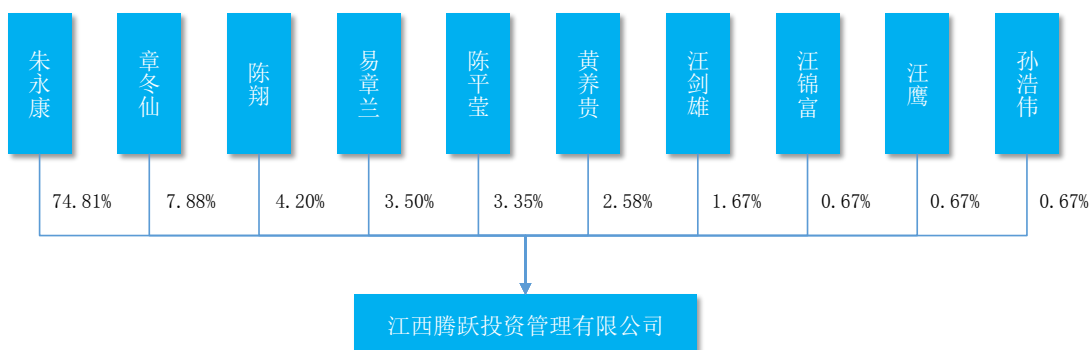 朱永康
章冬仙
陈翔
易章兰
陈平莹
黄养贵
汪剑雄
汪锦富
汪鹰
孙浩伟
74.81%
7.88%
4.20%
3.50%
3.35%
2.58%
1.67%
0.67%
0.67%
0.67%
江西腾跃投资管理有限公司